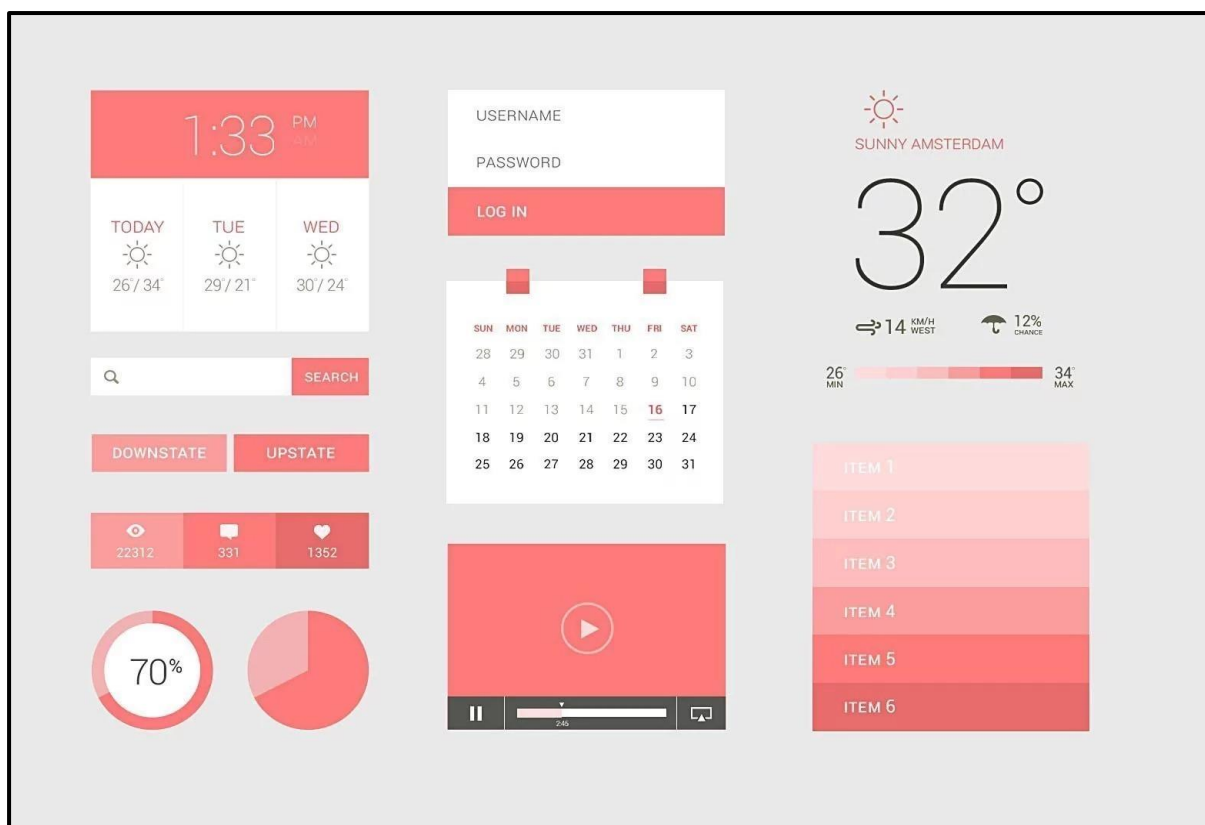 1:33 PM
AM
TODAY TUE WED
26°/ 34° 29°/ 21° 30°/ 24°
SEARCH
DOWNSTATE UPSTATE
22312 331 1352
70%
USERNAME
PASSWORD
LOG IN
SUN MON TUE WED THU FRI SAT
28 29 30 31 1 2 3
4 5 6 7 8 9 10
11 12 13 14 15 16 17
18 19 20 21 22 23 24
25 26 27 28 29 30 31
2:45
SUNNY AMSTERDAM
32°
14 KM/H WEST 12% CHANCE
26° MIN 34° MAX
ITEM 1
ITEM 2
ITEM 3
ITEM 4
ITEM 5
ITEM 6